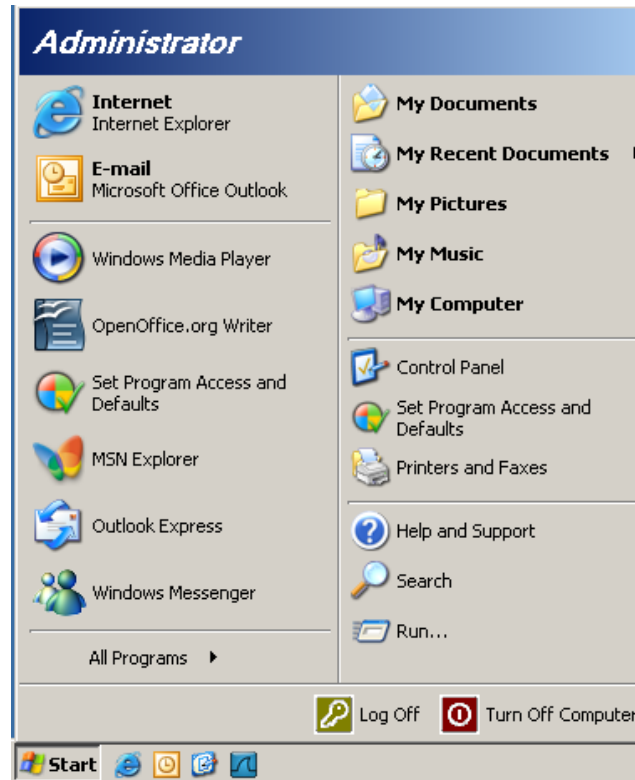 Administrator
Internet
Internet Explorer
E-mail
Microsoft Office Outlook
Windows Media Player
OpenOffice.org Writer
Set Program Access and
Defaults
MSN Explorer
Outlook Express
Windows Messenger
All Programs
My Documents
My Recent Documents
My Pictures
My Music
My Computer
Control Panel
Set Program Access and
Defaults
Printers and Faxes
Help and Support
Search
Run...
Log Off
Turn Off Computer
Start